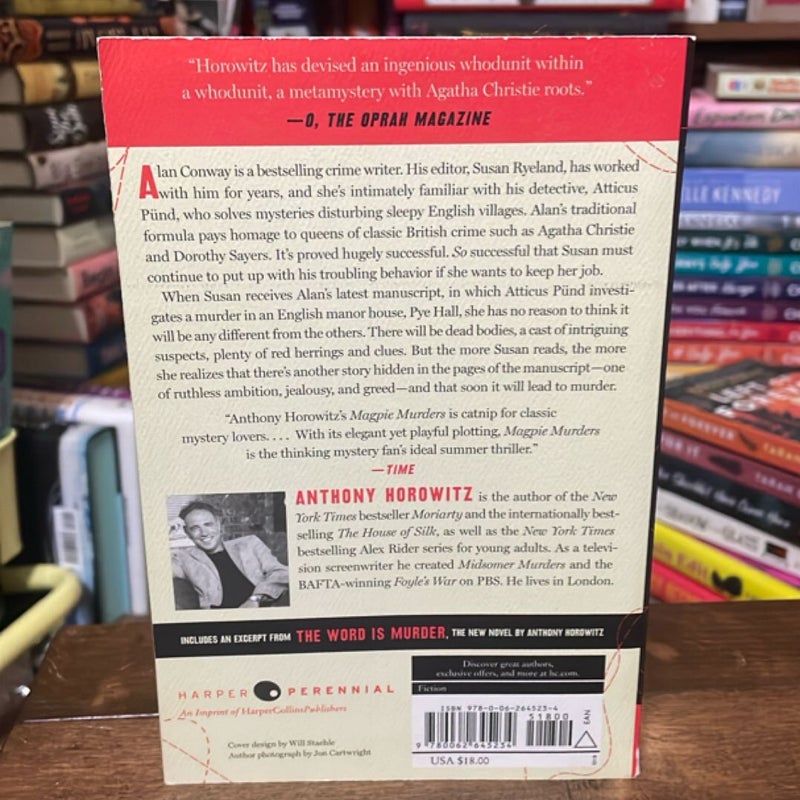 “Horowitz has devised an ingenious whodunit within
a whodunit, a metamystery with Agatha Christie roots.”
—O, THE OPRAH MAGAZINE
Alan Conway is a bestselling crime writer. His editor, Susan Ryeland, has worked
with him for years, and she’s intimately familiar with his detective, Atticus
Pünd, who solves mysteries disturbing sleepy English villages. Alan’s traditional
formula pays homage to queens of classic British crime such as Agatha Christie
and Dorothy Sayers. It’s proved hugely successful. So successful that Susan must
continue to put up with his troubling behavior if she wants to keep her job.
When Susan receives Alan’s latest manuscript, in which Atticus Pünd investi-
gates a murder in an English manor house, Pye Hall, she has no reason to think it
will be any different from the others. There will be dead bodies, a cast of intriguing
suspects, plenty of red herrings and clues. But the more Susan reads, the more
she realizes that there’s another story hidden in the pages of the manuscript—one
of ruthless ambition, jealousy, and greed—and that soon it will lead to murder.
“Anthony Horowitz’s Magpie Murders is catnip for classic
mystery lovers. . . . With its elegant yet playful plotting, Magpie Murders
is the thinking mystery fan’s ideal summer thriller.”
—TIME
ANTHONY HOROWITZ is the author of the New
York Times bestseller Moriarty and the internationally best-
selling The House of Silk, as well as the New York Times
bestselling Alex Rider series for young adults. As a televi-
sion screenwriter he created Midsomer Murders and the
BAFTA-winning Foyle’s War on PBS. He lives in London.
INCLUDES AN EXCERPT FROM THE WORD IS MURDER, THE NEW NOVEL BY ANTHONY HOROWITZ
HARPER PERENNIAL
An Imprint of HarperCollinsPublishers
Cover design by Will Staehle
Author photograph by Jon Cartwright
Discover great authors,
exclusive offers, and more at hc.com.
Fiction
ISBN 978-0-06-264523-4
51800
EAN
9 780062 645234
USA $18.00
KENNEDY